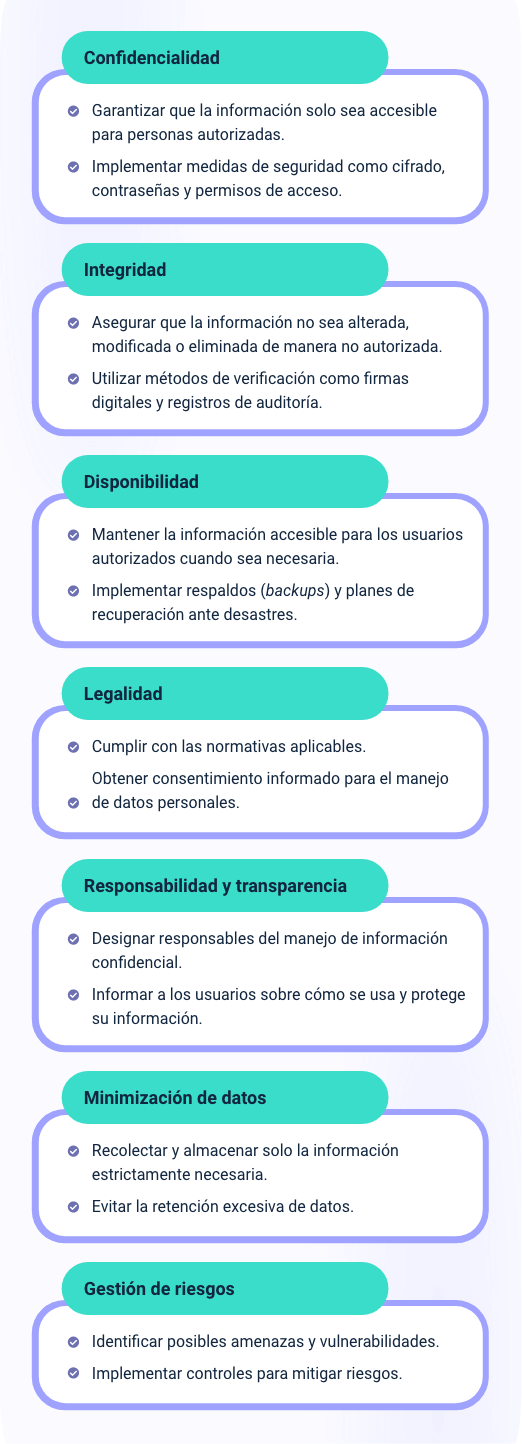 Confidencialidad
Garantizar que la información solo sea accesible
para personas autorizadas.
Implementar medidas de seguridad como cifrado,
contraseñas y permisos de acceso.
Integridad
Asegurar que la información no sea alterada,
modificada o eliminada de manera no autorizada.
Utilizar métodos de verificación como firmas
digitales y registros de auditoría.
Disponibilidad
Mantener la información accesible para los usuarios
autorizados cuando sea necesaria.
Implementar respaldos (backups) y planes de
recuperación ante desastres.
Legalidad
Cumplir con las normativas aplicables.
Obtener consentimiento informado para el manejo
de datos personales.
Responsabilidad y transparencia
Designar responsables del manejo de información
confidencial.
Informar a los usuarios sobre cómo se usa y protege
su información.
Minimización de datos
Recolectar y almacenar solo la información
estrictamente necesaria.
Evitar la retención excesiva de datos.
Gestión de riesgos
Identificar posibles amenazas y vulnerabilidades.
Implementar controles para mitigar riesgos.